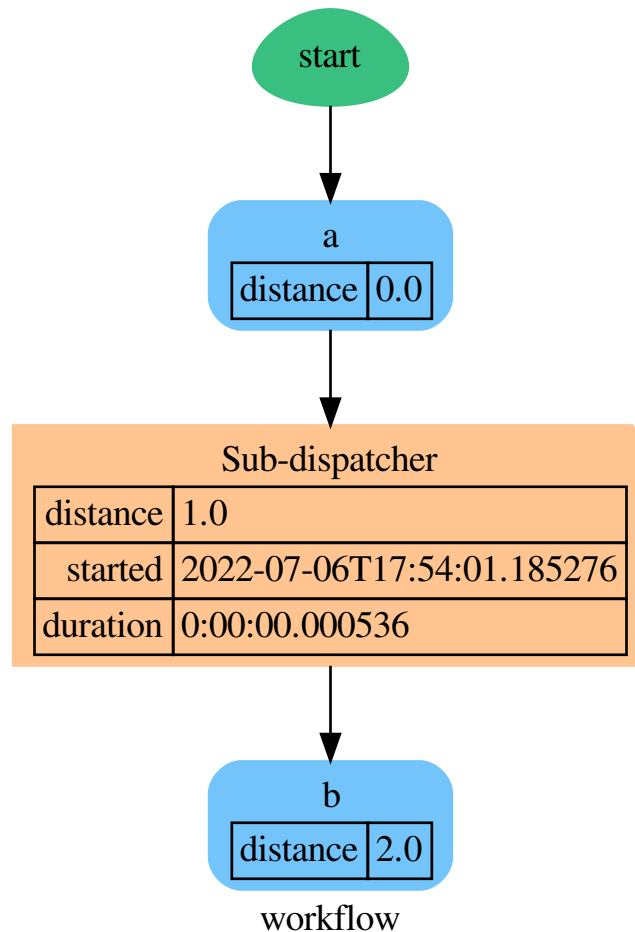 start
a
distance 0.0
Sub-dispatcher
distance 1.0
started 2022-07-06T17:54:01.185276
duration 0:00:00.000536
b
distance 2.0
workflow